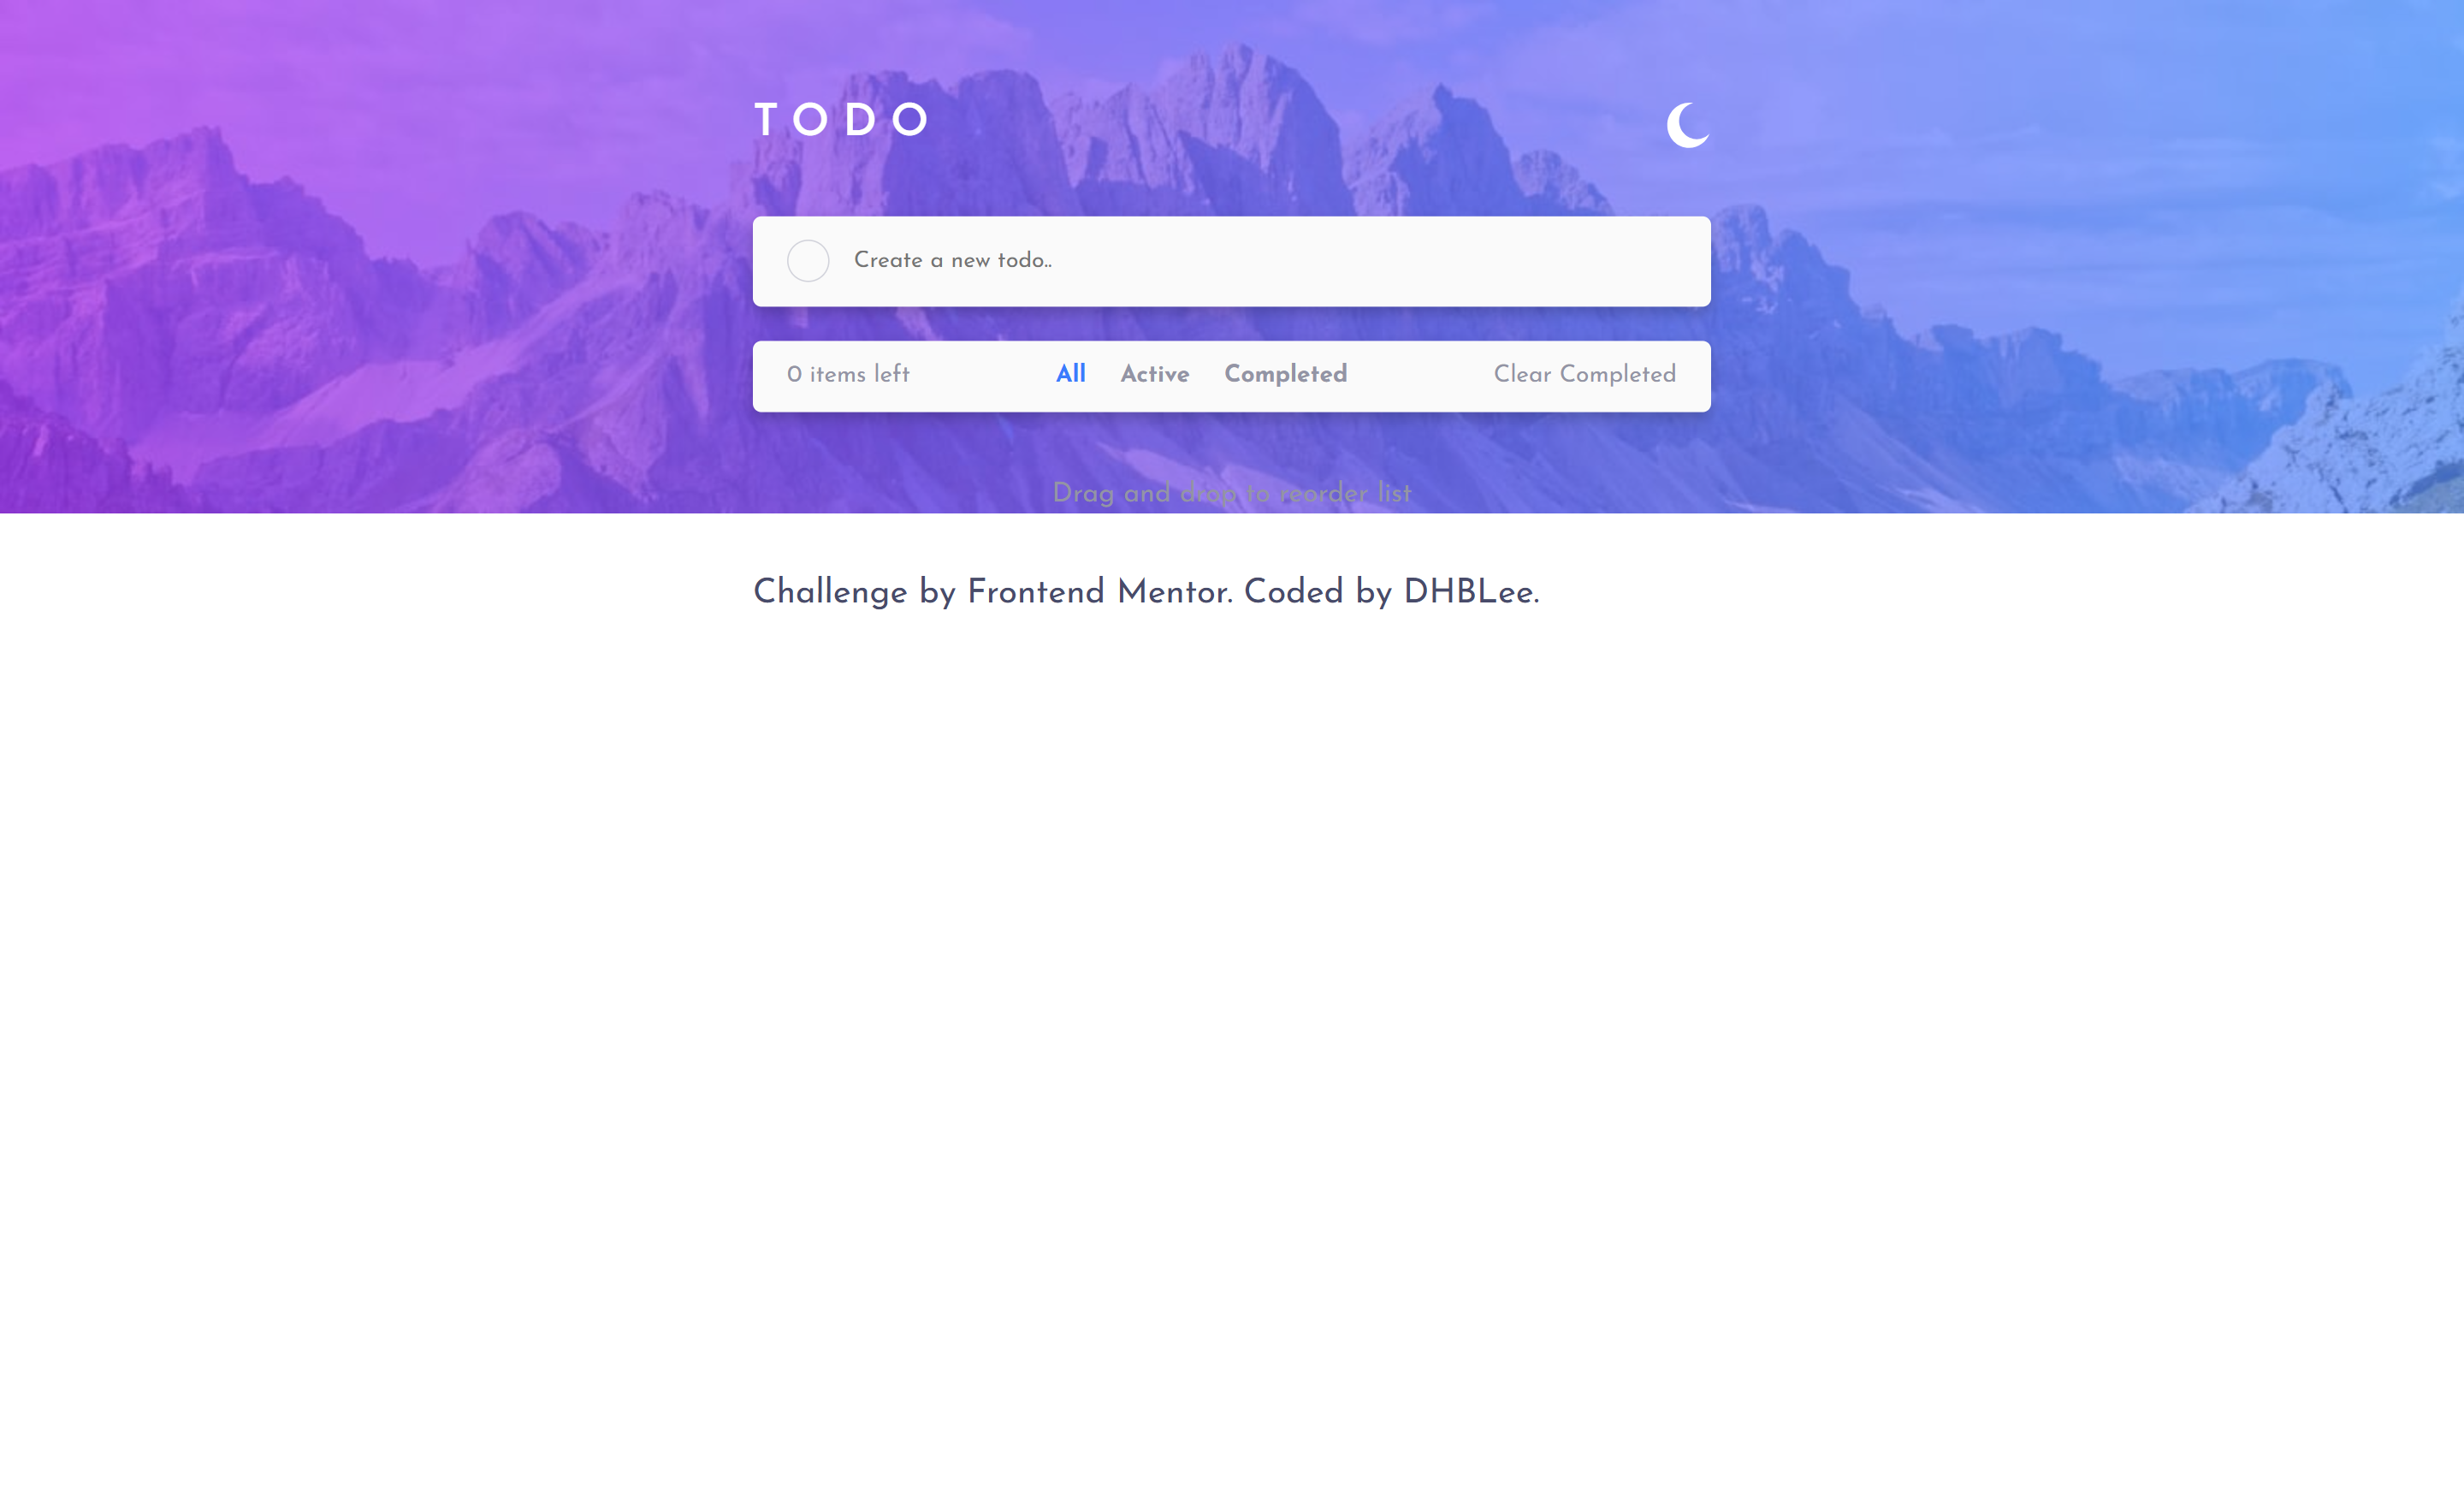 TODO
Create a new todo..
0 items left All Active Completed Clear Completed
Drag and drop to reorder list
Challenge by Frontend Mentor. Coded by DHBLee.